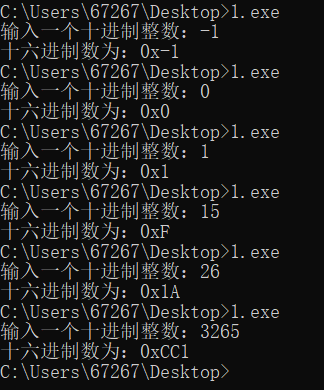 C:\Users\67267\Desktop>1.exe
输入一个十进制整数: -1
十六进制数为: 0x-1
C:\Users\67267\Desktop>1.exe
输入一个十进制整数: 0
十六进制数为: 0x0
C:\Users\67267\Desktop>1.exe
输入一个十进制整数: 1
十六进制数为: 0x1
C:\Users\67267\Desktop>1.exe
输入一个十进制整数: 15
十六进制数为: 0xF
C:\Users\67267\Desktop>1.exe
输入一个十进制整数: 26
十六进制数为: 0x1A
C:\Users\67267\Desktop>1.exe
输入一个十进制整数: 3265
十六进制数为: 0xCC1
C:\Users\67267\Desktop>